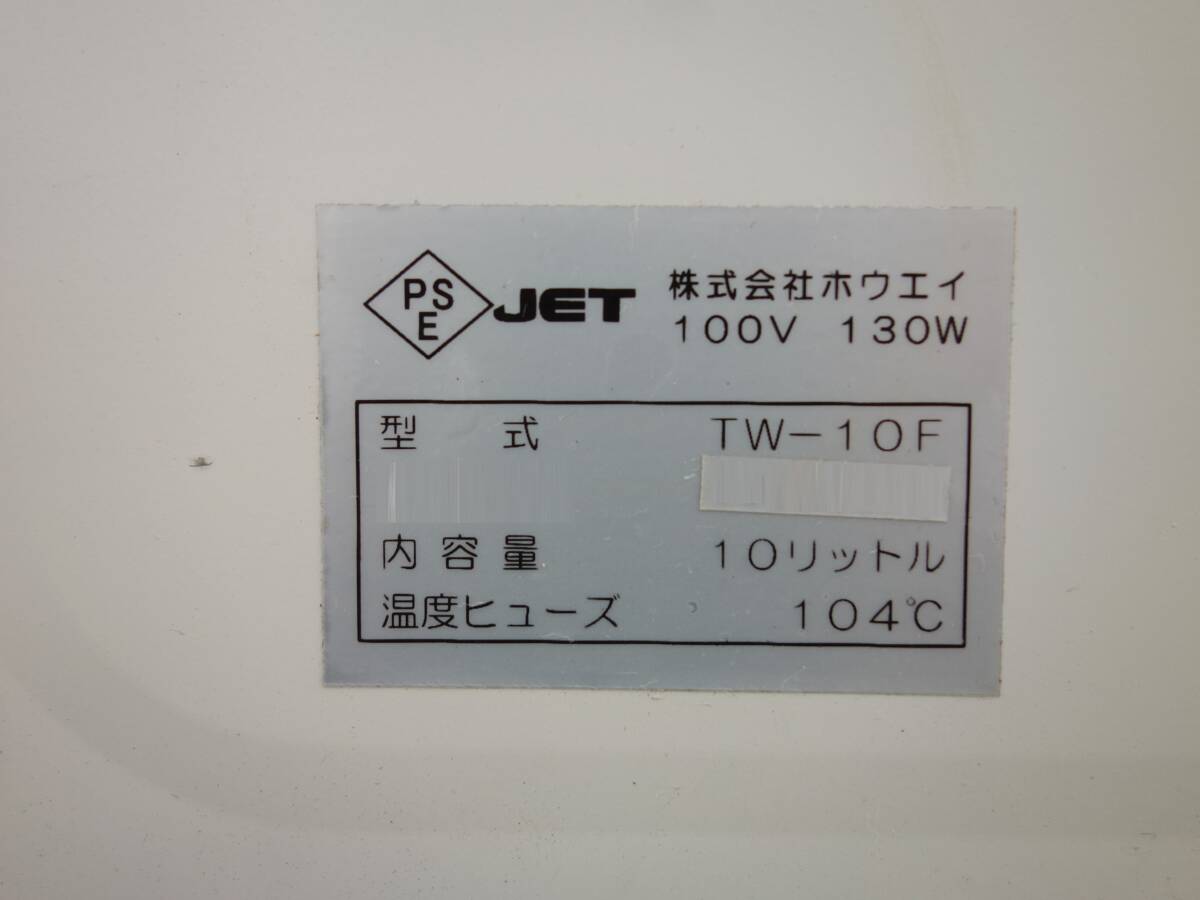 PS
E
JET
株式会社ホウエイ
100V 130W
型 式 TW-10F
内容量 10リットル
温度ヒューズ 104℃